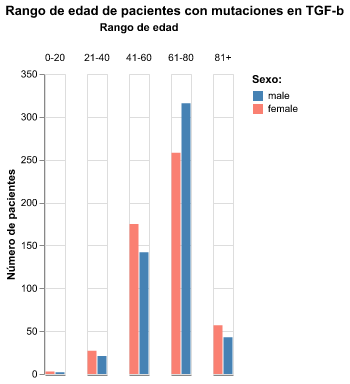 Rango de edad de pacientes con mutaciones en TGF-b
Rango de edad
0-20 21-40 41-60 61-80 81+
Sexo:
male
female
350
300
250
200
150
100
50
0
Número de pacientes